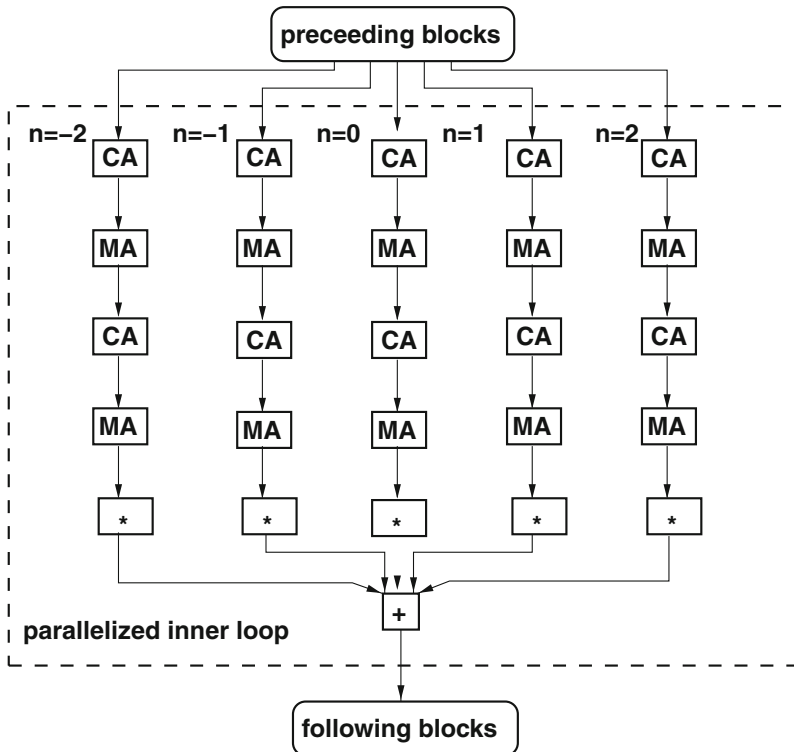 preceeding blocks
n=−2 n=−1 n=0 n=1 n=2
CA CA CA CA CA
MA MA MA MA MA
CA CA CA CA CA
MA MA MA MA MA
* * * * *
+
parallelized inner loop
following blocks